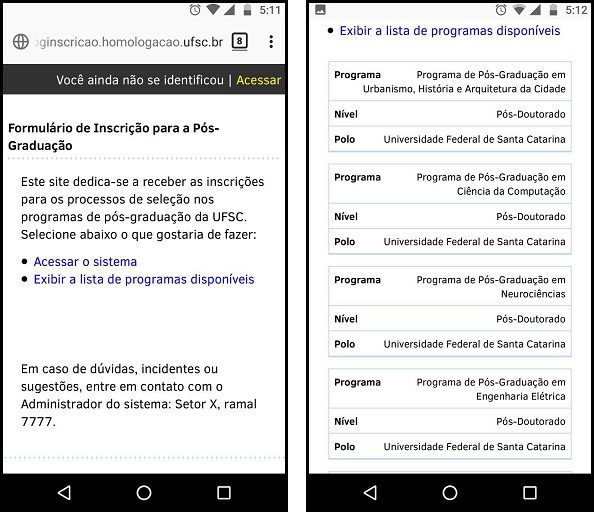 5:11
oginscricao.homologacao.ufsc.br 8
Você ainda não se identificou | Acessar
Formulário de Inscrição para a Pós-
Graduação
Este site dedica-se a receber as inscrições
para os processos de seleção nos
programas de pós-graduação da UFSC.
Selecione abaixo o que gostaria de fazer:
Acessar o sistema
Exibir a lista de programas disponíveis
Em caso de dúvidas, incidentes ou
sugestões, entre em contato com o
Administrador do sistema: Setor X, ramal
7777.
5:12
Exibir a lista de programas disponíveis
Programa Programa de Pós-Graduação em
Urbanismo, História e Arquitetura da Cidade
Nível Pós-Doutorado
Polo Universidade Federal de Santa Catarina
Programa Programa de Pós-Graduação em
Ciência da Computação
Nível Pós-Doutorado
Polo Universidade Federal de Santa Catarina
Programa Programa de Pós-Graduação em
Neurociências
Nível Pós-Doutorado
Polo Universidade Federal de Santa Catarina
Programa Programa de Pós-Graduação em
Engenharia Elétrica
Nível Pós-Doutorado
Polo Universidade Federal de Santa Catarina